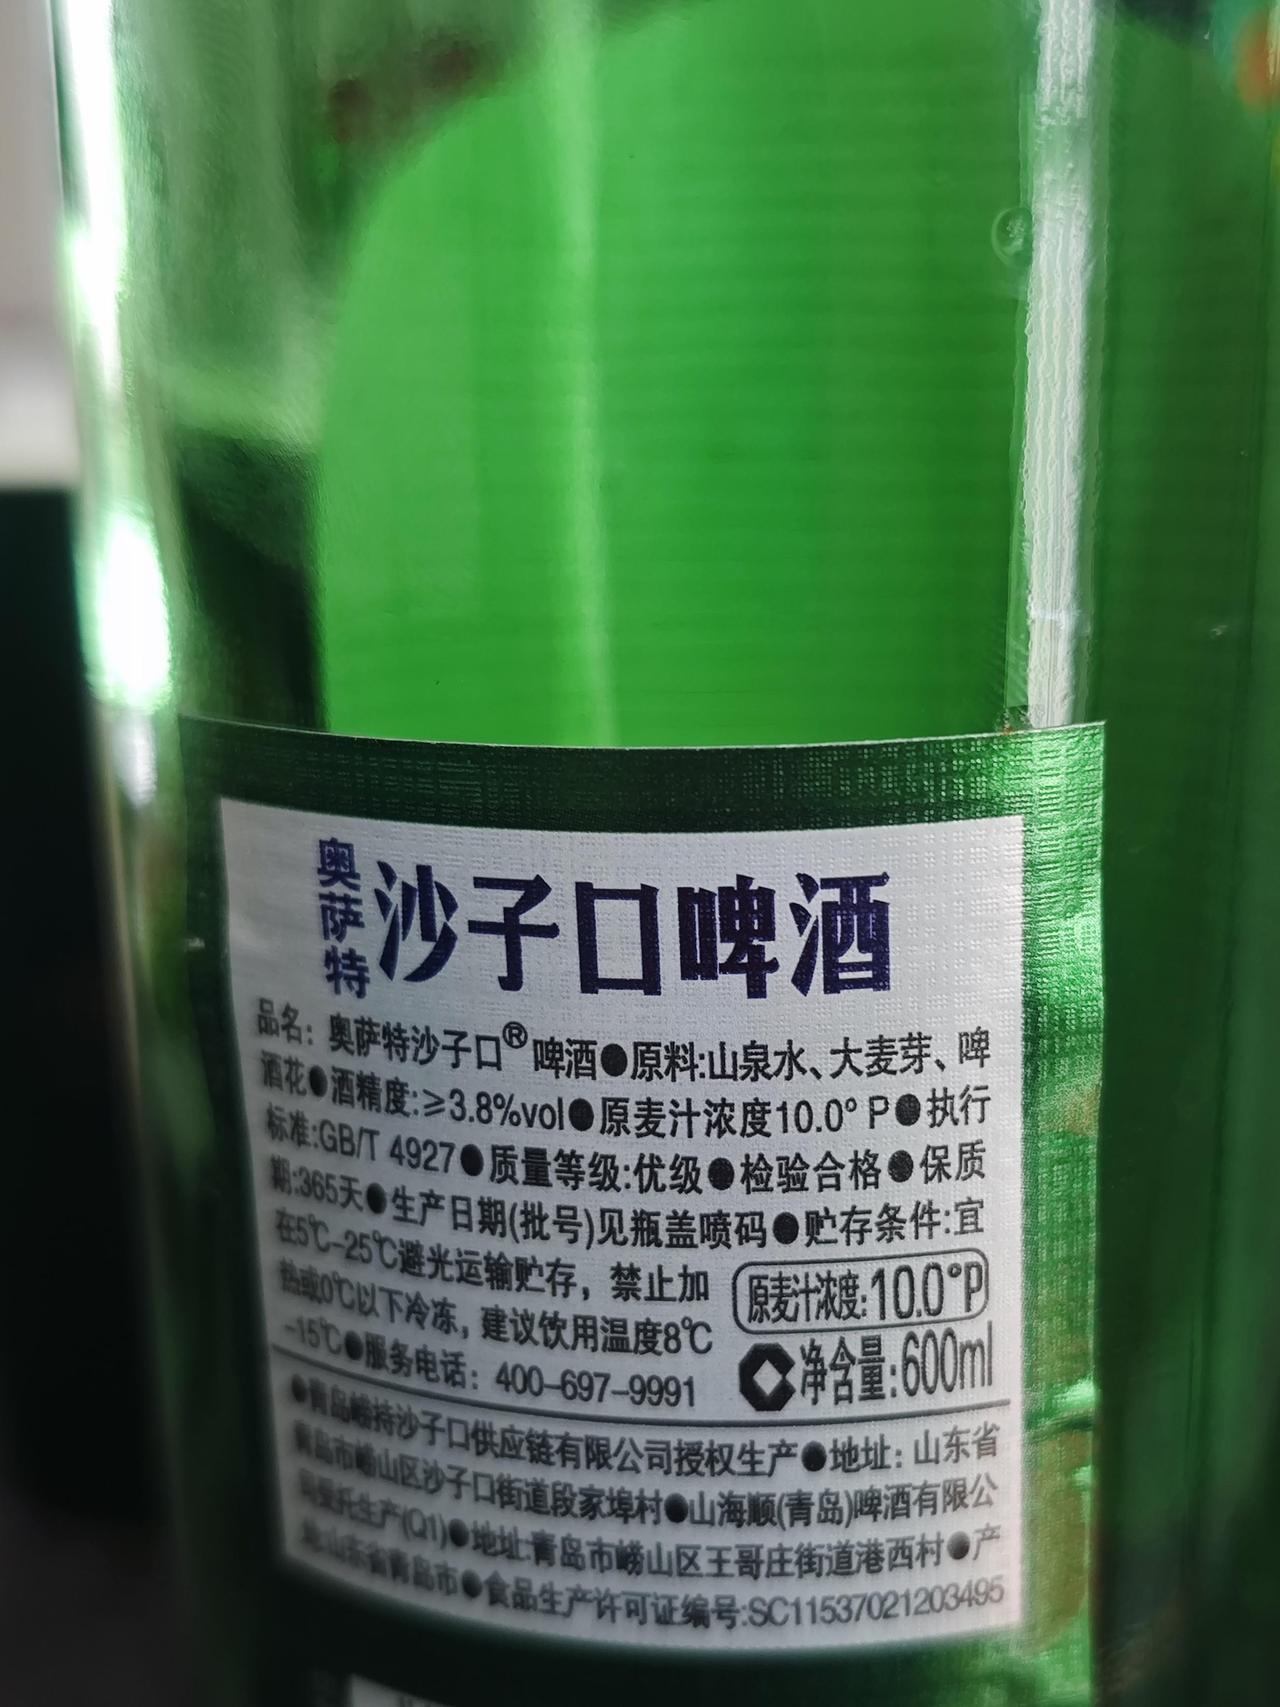 奥萨特
沙子口啤酒
品名：奥萨特沙子口®啤酒●原料:山泉水、大麦芽、啤
酒花●酒精度:≥3.8%vol●原麦汁浓度10.0°P●执行
标准:GB/T 4927●质量等级:优级●检验合格●保质
期:365天●生产日期(批号)见瓶盖喷码●贮存条件:宜
在5℃-25℃避光运输贮存，禁止加
热或0℃以下冷冻，建议饮用温度8℃
-15℃●服务电话：400-697-9991
原麦汁浓度:10.0°P
净含量:600ml
●青岛崂持沙子口供应链有限公司授权生产●地址：山东省
青岛市崂山区沙子口街道段家埠村●山海顺(青岛)啤酒有限公
司受托生产(Q1)●地址:青岛市崂山区王哥庄街道港西村●产
地:山东省青岛市●食品生产许可证编号:SC11537021203495